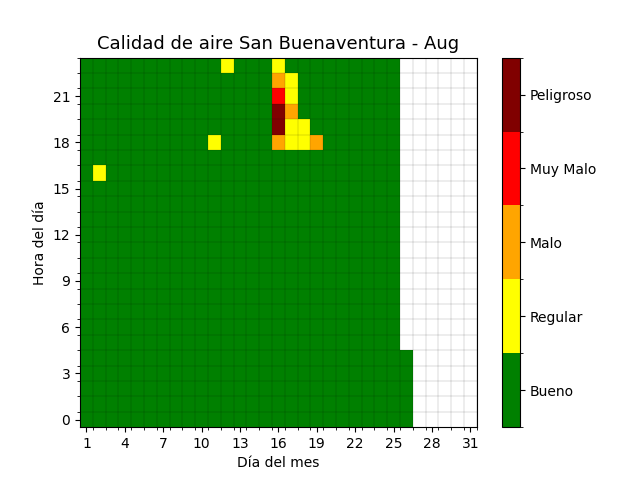 Calidad de aire San Buenaventura - Aug
Hora del día
21
18
15
12
9
6
3
0
1 4 7 10 13 16 19 22 25 28 31
Día del mes
Peligroso
Muy Malo
Malo
Regular
Bueno